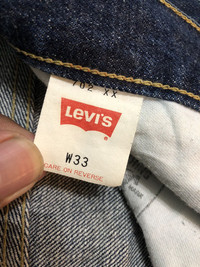 702 XX
Levi's
W33
CARE ON REVERSE